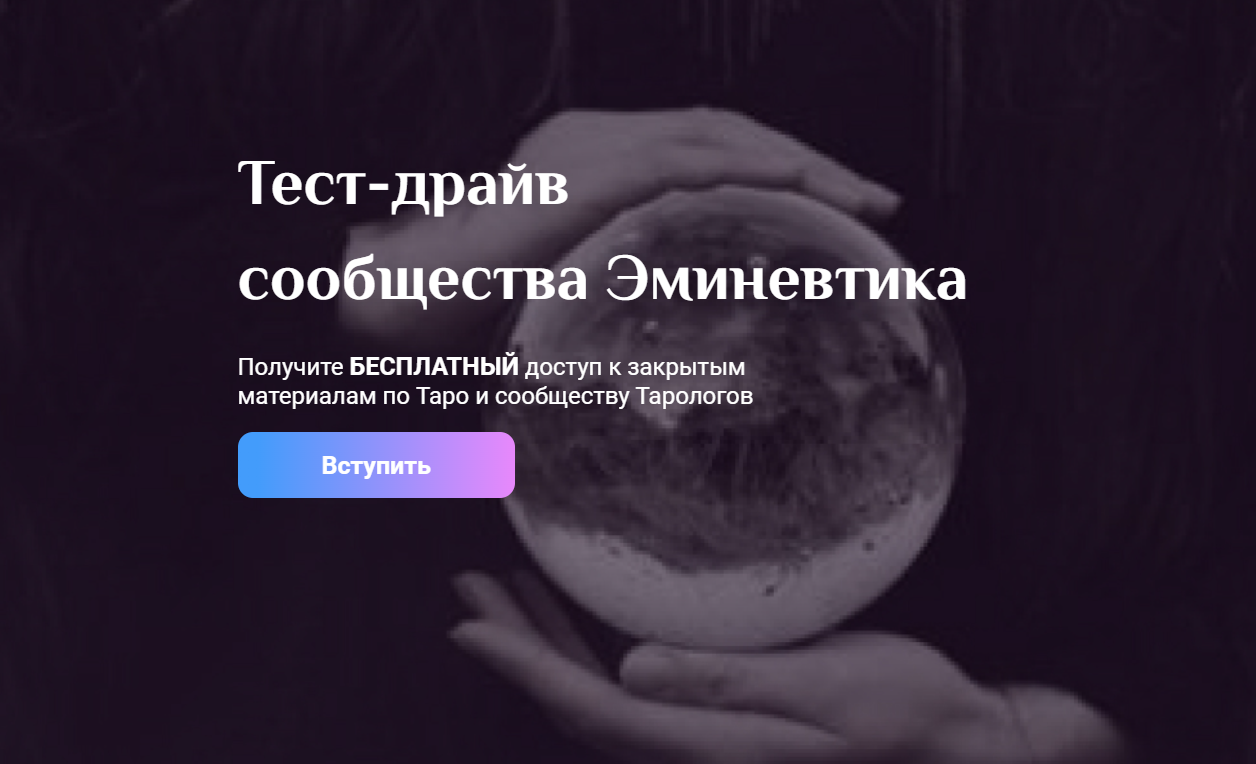 Тест-драйв
сообщества Эминевтика
Получите БЕСПЛАТНЫЙ доступ к закрытым
материалам по Таро и сообществу Тарологов
Вступить